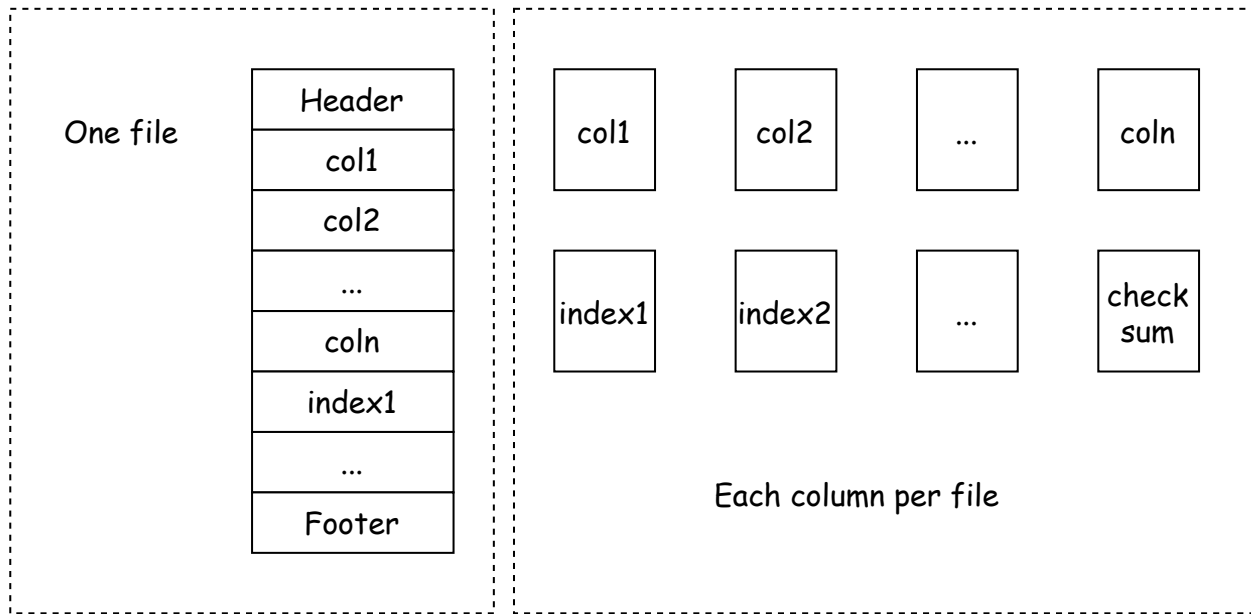 One file
Header
col1
col2
...
coln
index1
...
Footer
col1
col2
...
coln
index1
index2
...
check
sum
Each column per file